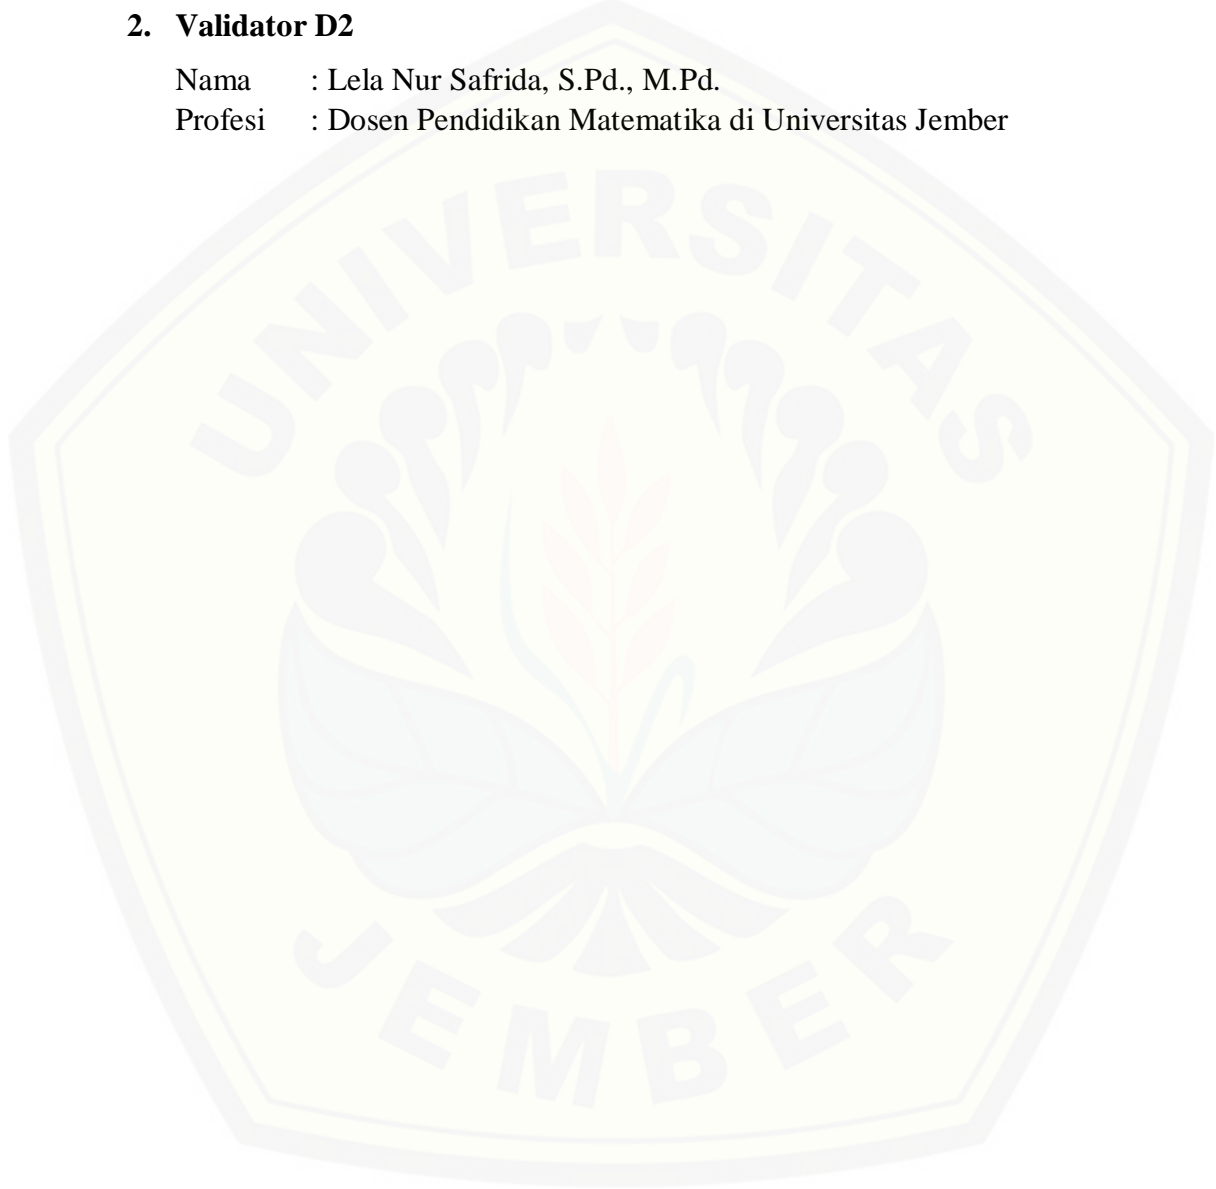 2. Validator D2
Nama : Lela Nur Safrida, S.Pd., M.Pd.
Profesi : Dosen Pendidikan Matematika di Universitas Jember
UNIVERSITAS
JEMBER